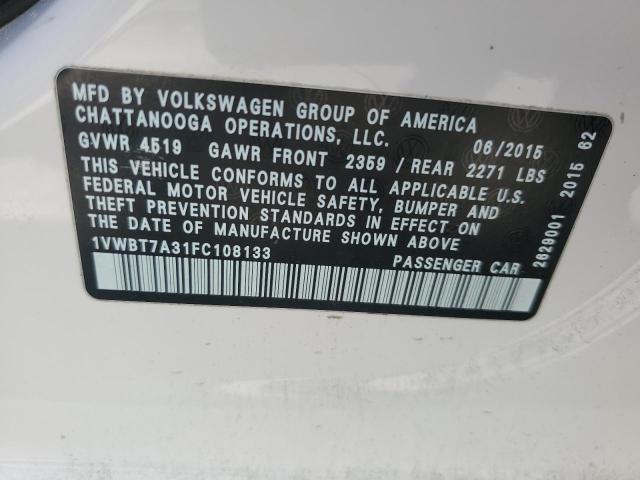 MFD BY VOLKSWAGEN GROUP OF AMERICA
CHATTANOOGA OPERATIONS, LLC. 06/2015
GVWR 4519 GAWR FRONT 2359 / REAR 2271 LBS
THIS VEHICLE CONFORMS TO ALL APPLICABLE U.S.
FEDERAL MOTOR VEHICLE SAFETY, BUMPER AND
THEFT PREVENTION STANDARDS IN EFFECT ON
THE DATE OF MANUFACTURE SHOWN ABOVE
1VWBT7A31FC108133 PASSENGER CAR
2629001 2015 62